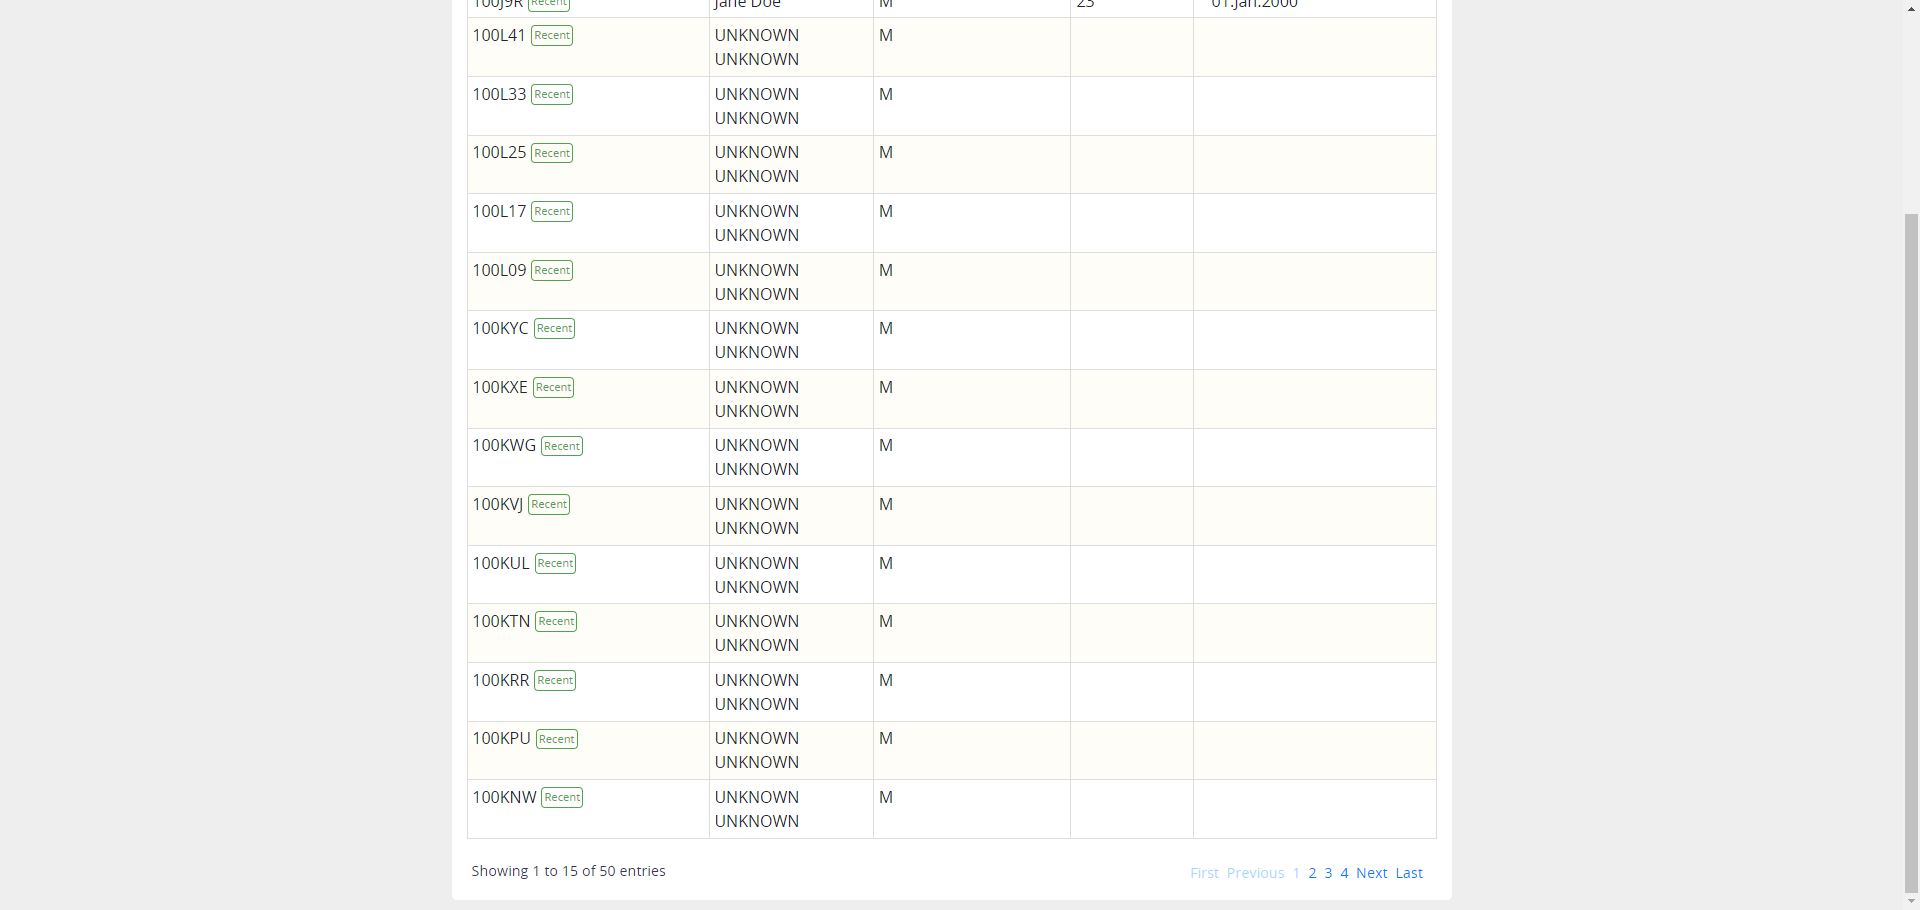 100J9R Recent Jane Doe M 23 01.Jan.2000
100L41 Recent UNKNOWN M
UNKNOWN
100L33 Recent UNKNOWN M
UNKNOWN
100L25 Recent UNKNOWN M
UNKNOWN
100L17 Recent UNKNOWN M
UNKNOWN
100L09 Recent UNKNOWN M
UNKNOWN
100KYC Recent UNKNOWN M
UNKNOWN
100KXE Recent UNKNOWN M
UNKNOWN
100KWG Recent UNKNOWN M
UNKNOWN
100KVJ Recent UNKNOWN M
UNKNOWN
100KUL Recent UNKNOWN M
UNKNOWN
100KTN Recent UNKNOWN M
UNKNOWN
100KRR Recent UNKNOWN M
UNKNOWN
100KPU Recent UNKNOWN M
UNKNOWN
100KNW Recent UNKNOWN M
UNKNOWN
Showing 1 to 15 of 50 entries First Previous 1 2 3 4 Next Last